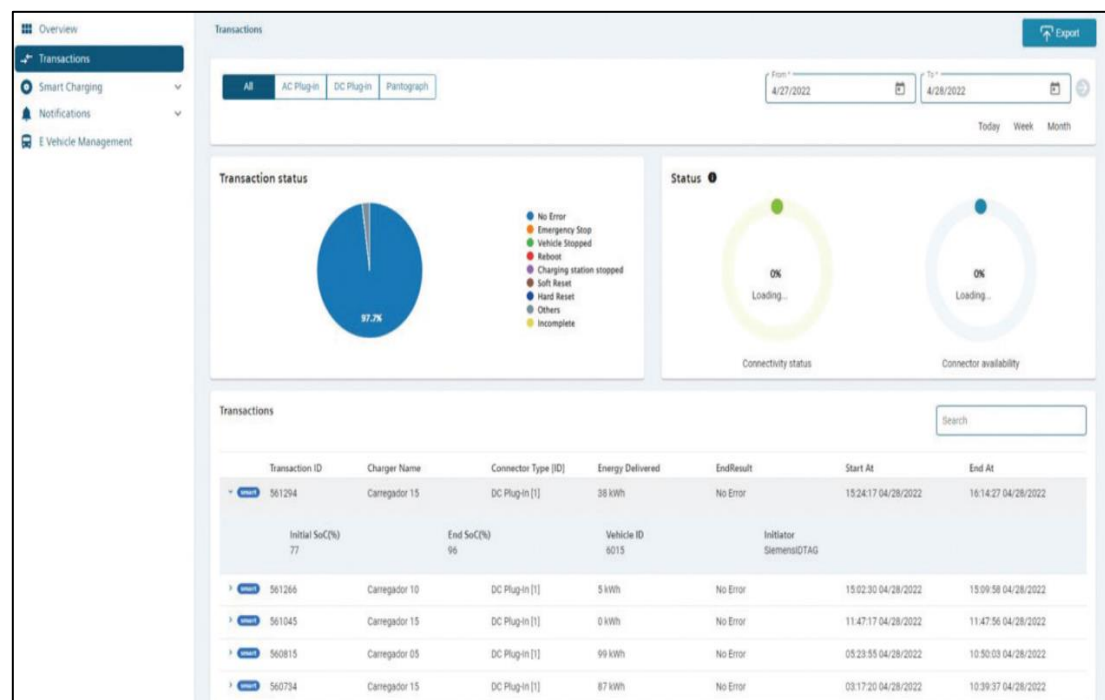 Overview
Transactions
Smart Charging
Notifications
E Vehicle Management
Transactions
Export
All AC Plug-in DC Plug-in Pantograph
From * To *
4/27/2022 4/28/2022
Today Week Month
Transaction status
97.7%
No Error
Emergency Stop
Vehicle Stopped
Reboot
Charging station stopped
Soft Reset
Hard Reset
Others
Incomplete
Status
0% 0%
Loading... Loading...
Connectivity status Connector availability
Transactions
Search
Transaction ID Charger Name Connector Type [ID] Energy Delivered EndResult Start At End At
smart 561294 Carregador 15 DC Plug-in [1] 38 kWh No Error 15:24:17 04/28/2022 16:14:27 04/28/2022
Initial SoC(%) End SoC(%) Vehicle ID Initiator
77 96 6015 SiemensIDTAG
smart 561266 Carregador 10 DC Plug-in [1] 5 kWh No Error 15:02:30 04/28/2022 15:09:58 04/28/2022
smart 561045 Carregador 15 DC Plug-in [1] 0 kWh No Error 11:47:17 04/28/2022 11:47:56 04/28/2022
smart 560815 Carregador 05 DC Plug-in [1] 99 kWh No Error 05:23:55 04/28/2022 10:50:03 04/28/2022
smart 560734 Carregador 15 DC Plug-in [1] 87 kWh No Error 03:17:20 04/28/2022 10:39:37 04/28/2022